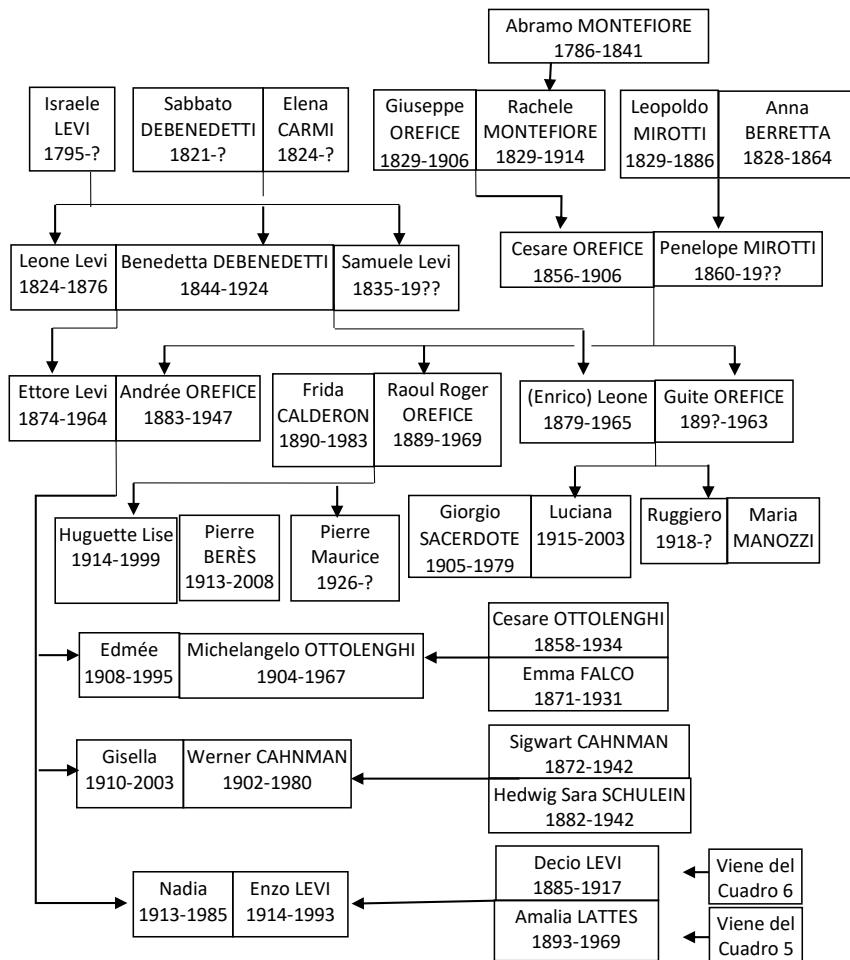 Abramo MONTEFIORE
1786-1841
Israele
LEVI
1795-?
Sabbato
DEBENEDETTI
1821-?
Elena
CARMI
1824-?
Giuseppe
OREFICE
1829-1906
Rachele
MONTEFIORE
1829-1914
Leopoldo
MIROTTI
1829-1886
Anna
BERRETTA
1828-1864
Leone Levi
1824-1876
Benedetta DEBENEDETTI
1844-1924
Samuele Levi
1835-19??
Cesare OREFICE
1856-1906
Penelope MIROTTI
1860-19??
Ettore Levi
1874-1964
Andrée OREFICE
1883-1947
Frida
CALDERON
1890-1983
Raoul Roger
OREFICE
1889-1969
(Enrico) Leone
1879-1965
Guite OREFICE
189?-1963
Huguette Lise
1914-1999
Pierre
BERÈS
1913-2008
Pierre
Maurice
1926-?
Giorgio
SACERDOTE
1905-1979
Luciana
1915-2003
Ruggiero
1918-?
Maria
MANOZZI
Edmée
1908-1995
Michelangelo OTTOLENGHI
1904-1967
Cesare OTTOLENGHI
1858-1934
Emma FALCO
1871-1931
Gisella
1910-2003
Werner CAHNMAN
1902-1980
Sigwart CAHNMAN
1872-1942
Hedwig Sara SCHULEIN
1882-1942
Nadia
1913-1985
Enzo LEVI
1914-1993
Decio LEVI
1885-1917
Viene del
Cuadro 6
Amalia LATTES
1893-1969
Viene del
Cuadro 5